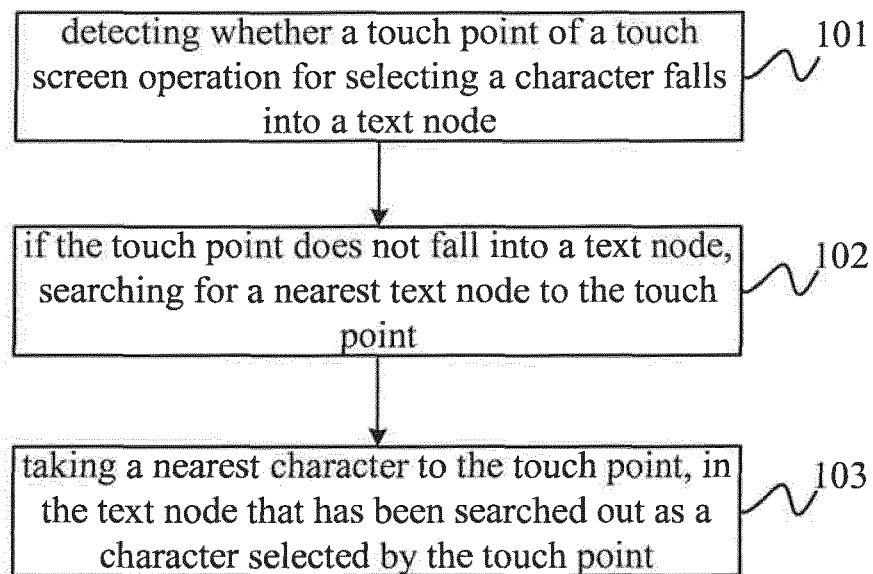 detecting whether a touch point of a touch
screen operation for selecting a character falls
into a text node
101
if the touch point does not fall into a text node,
searching for a nearest text node to the touch
point
102
taking a nearest character to the touch point, in
the text node that has been searched out as a
character selected by the touch point
103